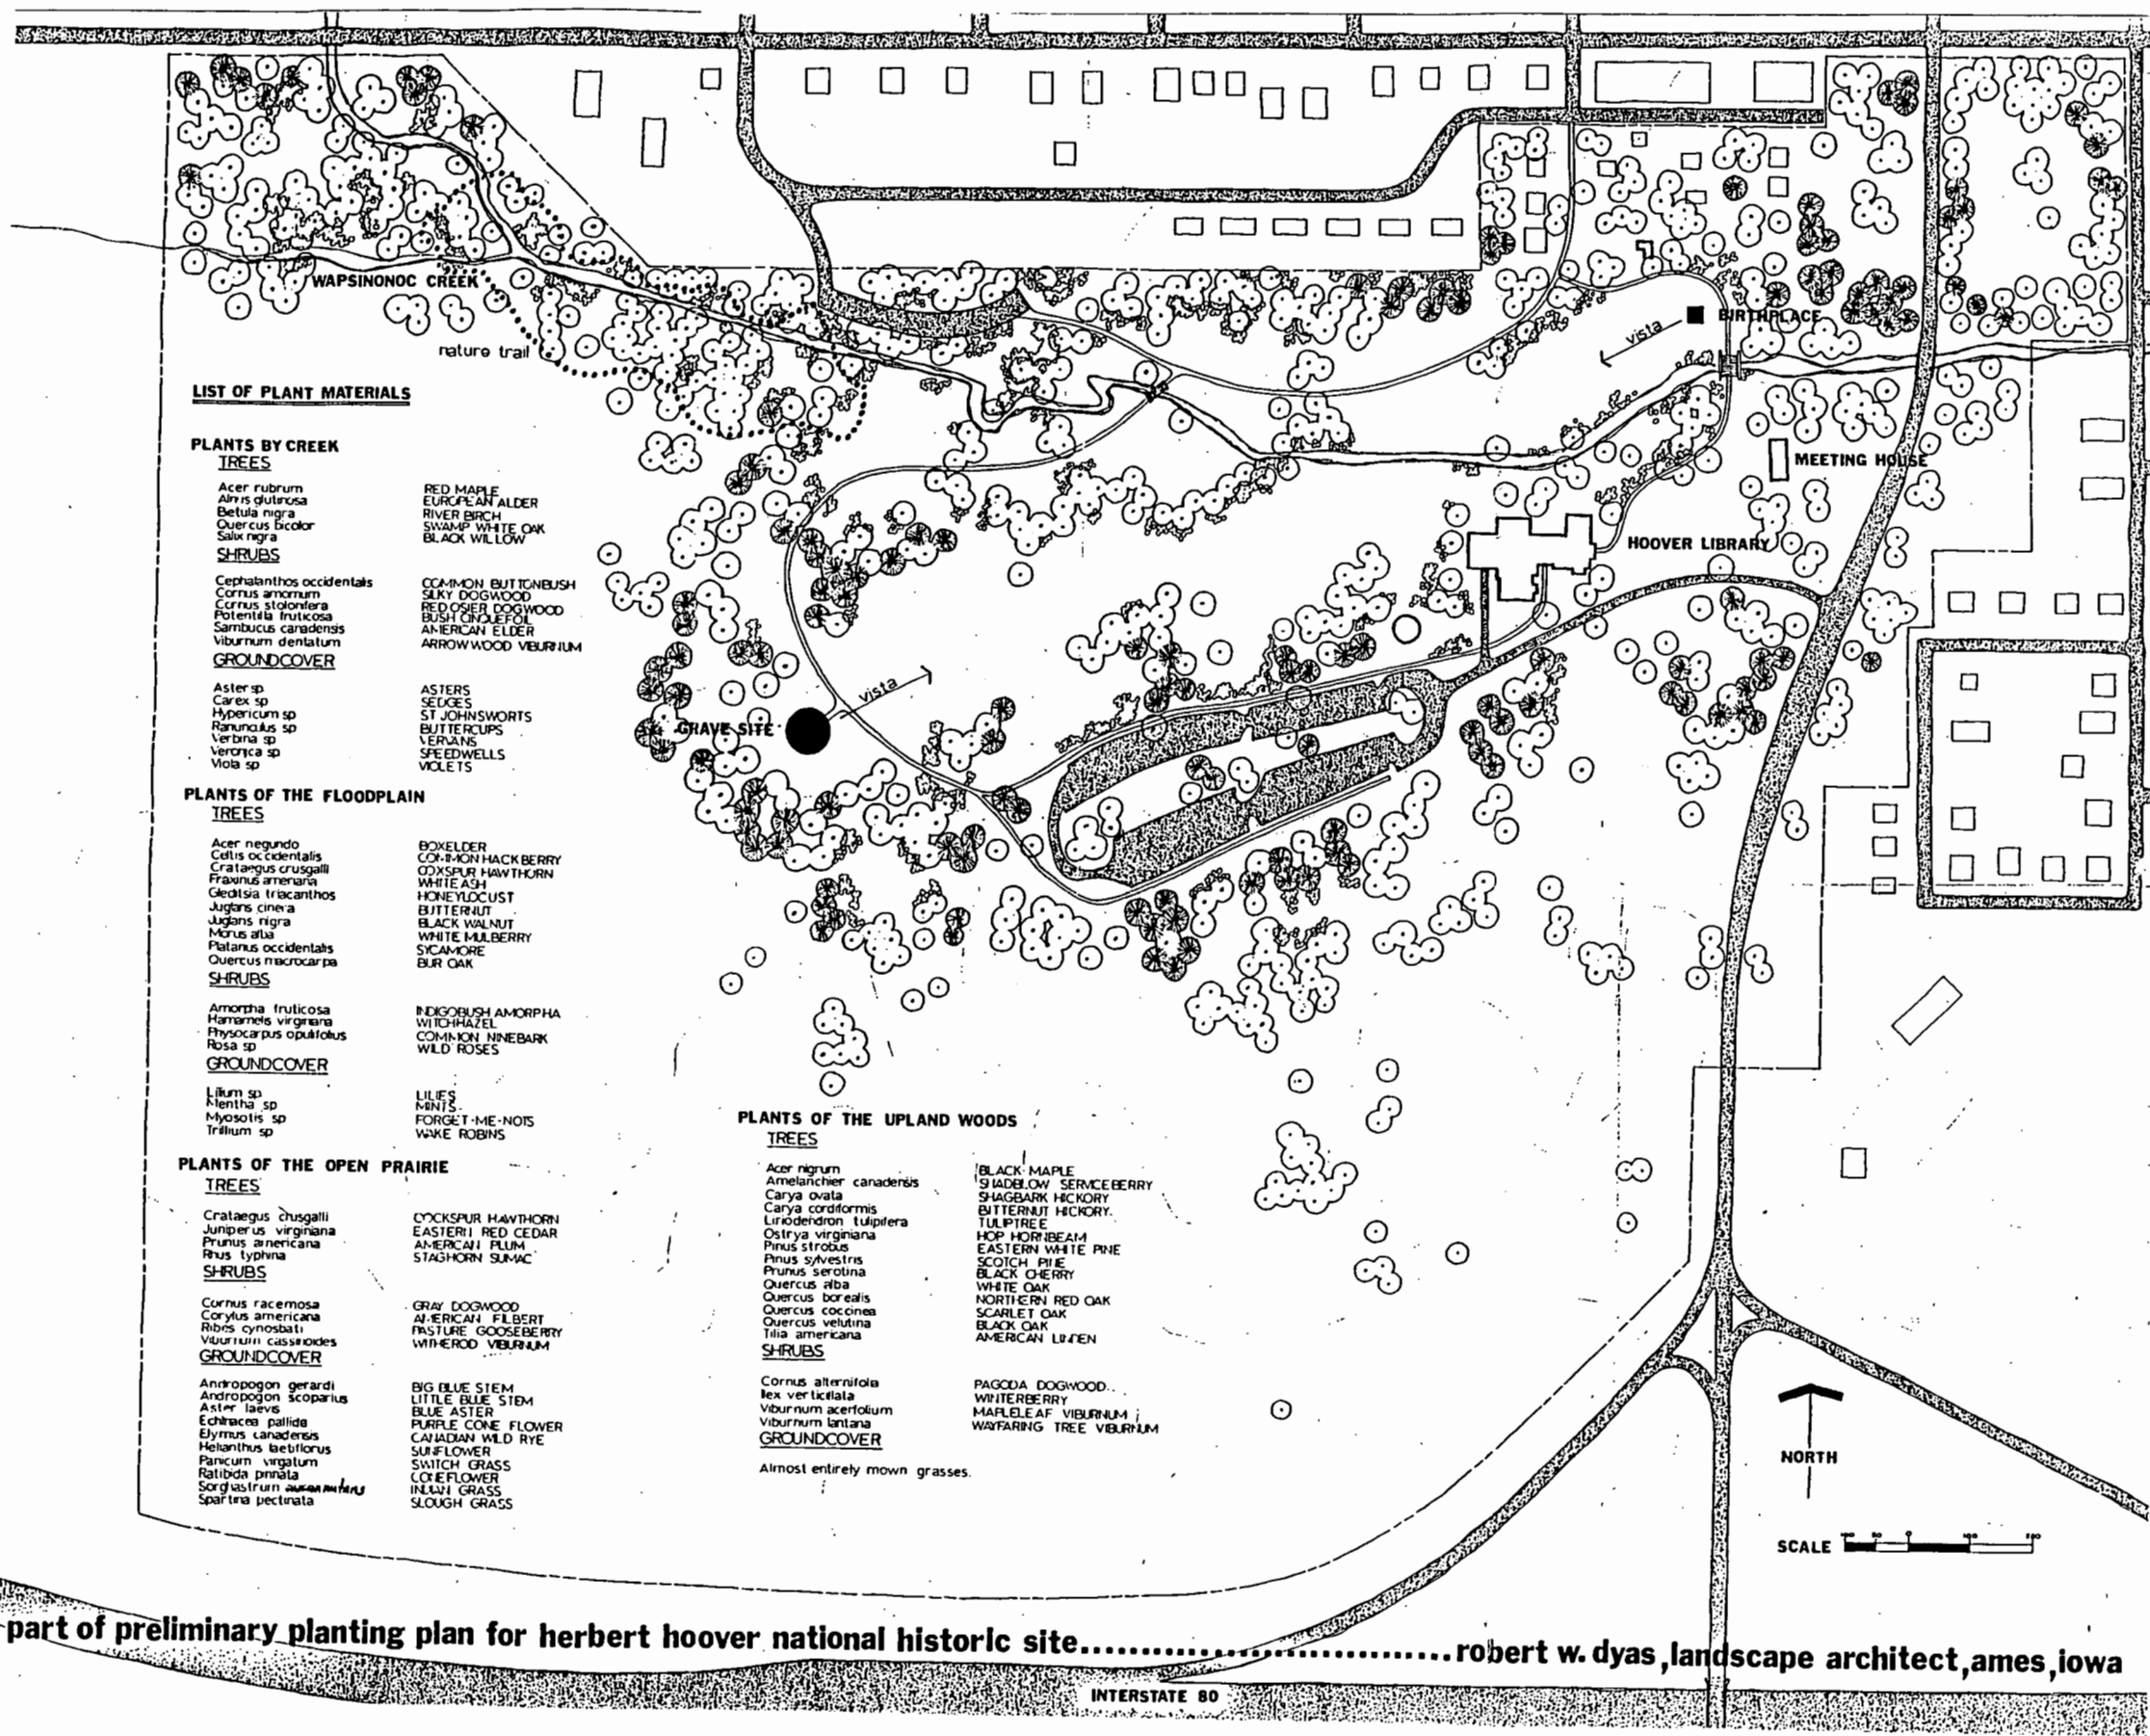 WAPSINONOC CREEK
nature trail
vista
BIRTHPLACE
MEETING HOUSE
HOOVER LIBRARY
vista
GRAVE SITE
LIST OF PLANT MATERIALS
PLANTS BY CREEK
TREES
Acer rubrum RED MAPLE
Alnus glutinosa EUROPEAN ALDER
Betula nigra RIVER BIRCH
Quercus bicolor SWAMP WHITE OAK
Salix nigra BLACK WILLOW
SHRUBS
Cephalanthos occidentalis COMMON BUTTONBUSH
Cornus amomum SILKY DOGWOOD
Cornus stolonifera RED OSIER DOGWOOD
Potentilla fruticosa BUSH CINQUEFOIL
Sambucus canadensis AMERICAN ELDER
Viburnum dentatum ARROWWOOD VIBURNUM
GROUNDCOVER
Aster sp ASTERS
Carex sp SEDGES
Hypericum sp ST JOHNSWORTS
Ranunculus sp BUTTERCUPS
Verbina sp VERVANS
Veronica sp SPEEDWELLS
Viola sp VIOLETS
PLANTS OF THE FLOODPLAIN
TREES
Acer negundo BOXELDER
Celtis occidentalis COMMON HACKBERRY
Crataegus crusgalli COXSPUR HAWTHORN
Fraxinus ameriana WHITE ASH
Gleditsia triacanthos HONEYLOCUST
Juglans cinera BUTTERNUT
Juglans nigra BLACK WALNUT
Morus alba WHITE MULBERRY
Platanus occidentalis SYCAMORE
Quercus macrocarpa BUR OAK
SHRUBS
Amorpha fruticosa INDIGOBUSH AMORPHA
Hamamelis virginiana WITCHHAZEL
Physocarpus opulifolius COMMON NINEBARK
Rosa sp WILD ROSES
GROUNDCOVER
Lilium sp LILIES
Mentha sp MINTS
Myosotis sp FORGET-ME-NOTS
Trillium sp WAKE ROBINS
PLANTS OF THE OPEN PRAIRIE
TREES
Crataegus crusgalli COCKSPUR HAWTHORN
Juniperus virginiana EASTERN RED CEDAR
Prunus americana AMERICAN PLUM
Rhus typhina STAGHORN SUMAC
SHRUBS
Cornus racemosa GRAY DOGWOOD
Corylus americana AMERICAN FILBERT
Ribes cynosbati PASTURE GOOSEBERRY
Viburnum cassinoides WITHEROD VIBURNUM
GROUNDCOVER
Andropogon gerardi BIG BLUE STEM
Andropogon scoparius LITTLE BLUE STEM
Aster laevis BLUE ASTER
Echinacea pallida PURPLE CONE FLOWER
Elymus canadensis CANADIAN WILD RYE
Helianthus laetiflorus SUNFLOWER
Panicum virgatum SWITCH GRASS
Ratibida pinnata CONEFLOWER
Sorghastrum nutans INDIAN GRASS
Spartina pectinata SLOUGH GRASS
PLANTS OF THE UPLAND WOODS
TREES
Acer nigrum BLACK MAPLE
Amelanchier canadensis SHADBLOW SERVICEBERRY
Carya ovata SHAGBARK HICKORY
Carya cordiformis BITTERNUT HICKORY
Liriodendron tulipifera TULIPTREE
Ostrya virginiana HOP HORNBEAM
Pinus strobus EASTERN WHITE PINE
Pinus sylvestris SCOTCH PINE
Prunus serotina BLACK CHERRY
Quercus alba WHITE OAK
Quercus borealis NORTHERN RED OAK
Quercus coccinea SCARLET OAK
Quercus velutina BLACK OAK
Tilia americana AMERICAN LINDEN
SHRUBS
Cornus alternifolia PAGODA DOGWOOD
Ilex verticillata WINTERBERRY
Viburnum acerfolium MAPLELEAF VIBURNUM
Viburnum lantana WAYFARING TREE VIBURNUM
GROUNDCOVER
Almost entirely mown grasses.
NORTH
SCALE
part of preliminary planting plan for herbert hoover national historic site..............................robert w. dyas, landscape architect, ames, iowa
INTERSTATE 80